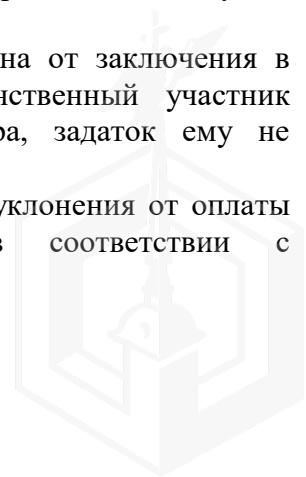 на от заключения в
нственный участник
ра, задаток ему не
уклонения от оплаты
в соответствии с